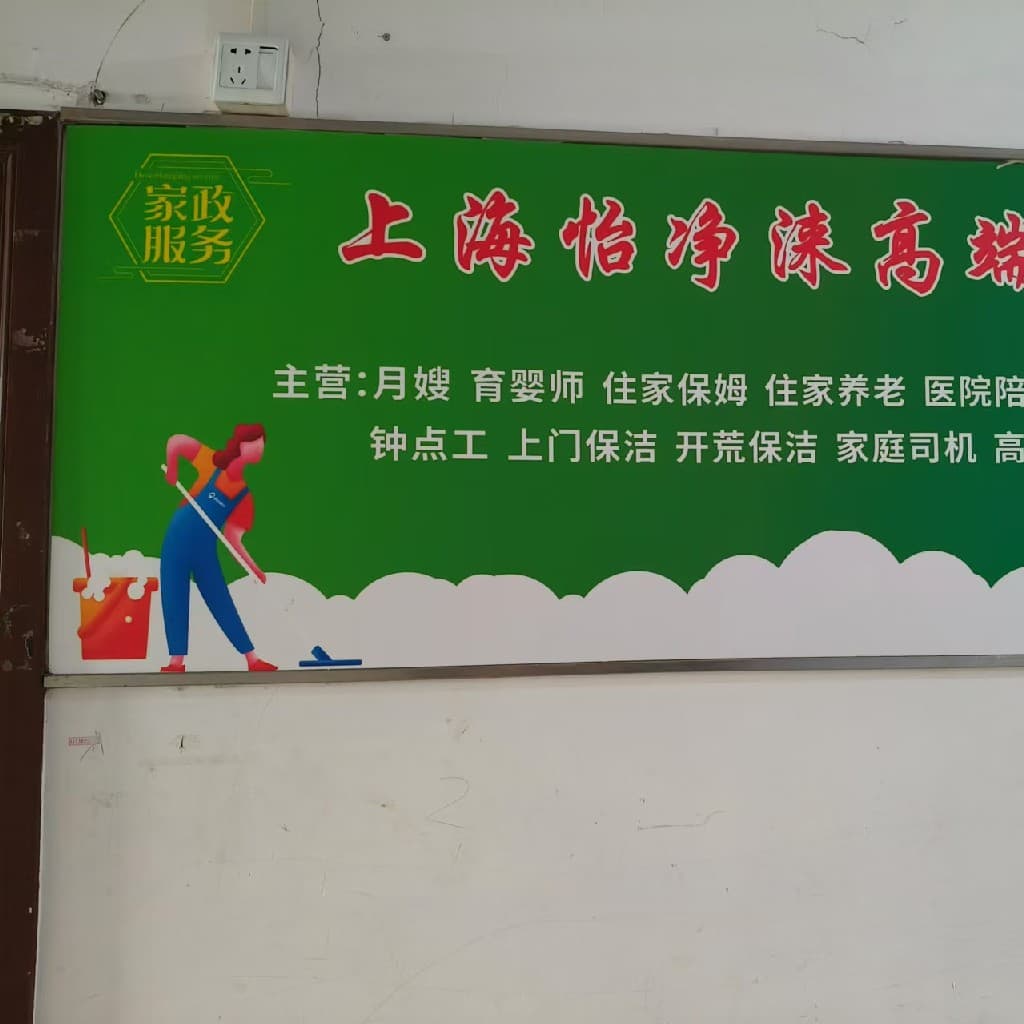 家政
服务
上海怡净涞高端
主营:月嫂 育婴师 住家保姆 住家养老 医院陪
钟点工 上门保洁 开荒保洁 家庭司机 高